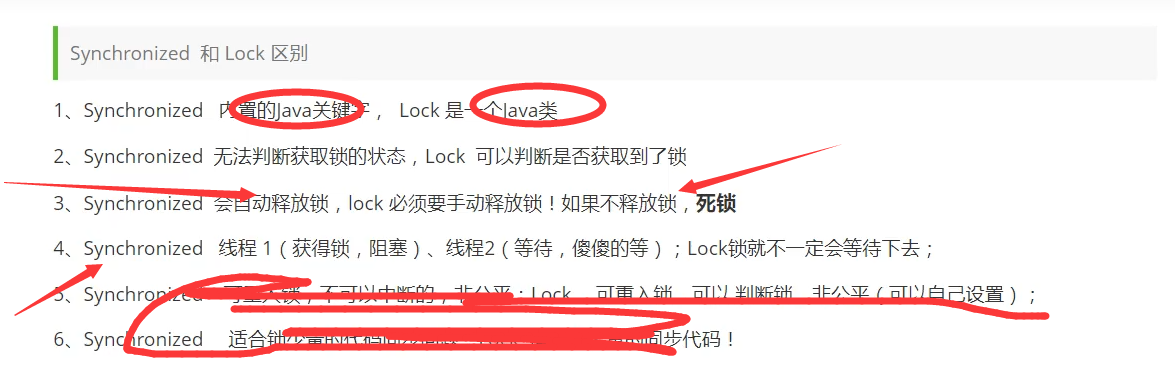 Synchronized 和 Lock 区别
1、Synchronized 内置的Java关键字， Lock 是一个Java类
2、Synchronized 无法判断获取锁的状态，Lock 可以判断是否获取到了锁
3、Synchronized 会自动释放锁，lock 必须要手动释放锁！如果不释放锁，死锁
4、Synchronized 线程 1（获得锁，阻塞）、线程2（等待，傻傻的等）；Lock锁就不一定会等待下去；
5、Synchronized 可重入锁，不可以中断的，非公平；Lock ，可重入锁，可以 判断锁，非公平（可以自己设置）；
6、Synchronized 适合锁少量的代码同步 的同步代码！